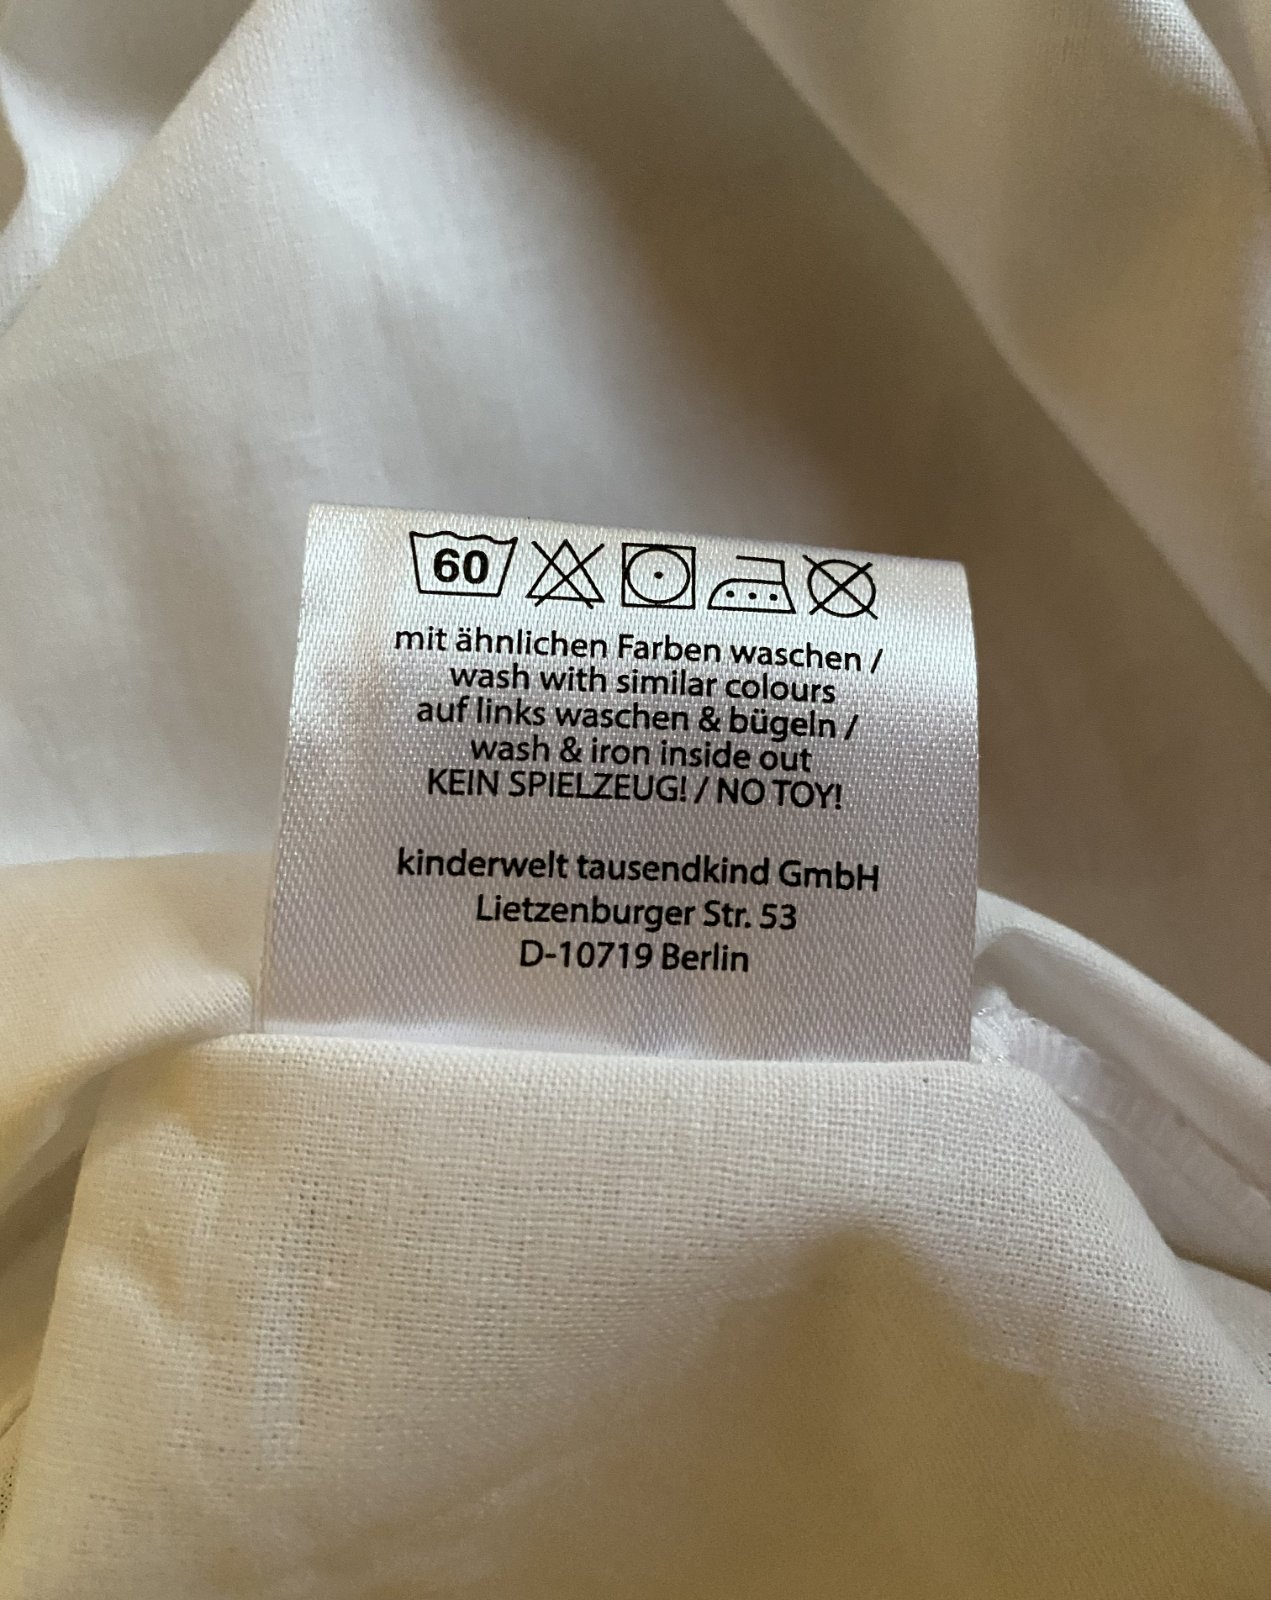 60
mit ähnlichen Farben waschen /
wash with similar colours
auf links waschen & bügeln /
wash & iron inside out
KEIN SPIELZEUG! / NO TOY!
kinderwelt tausendkind GmbH
Lietzenburger Str. 53
D-10719 Berlin